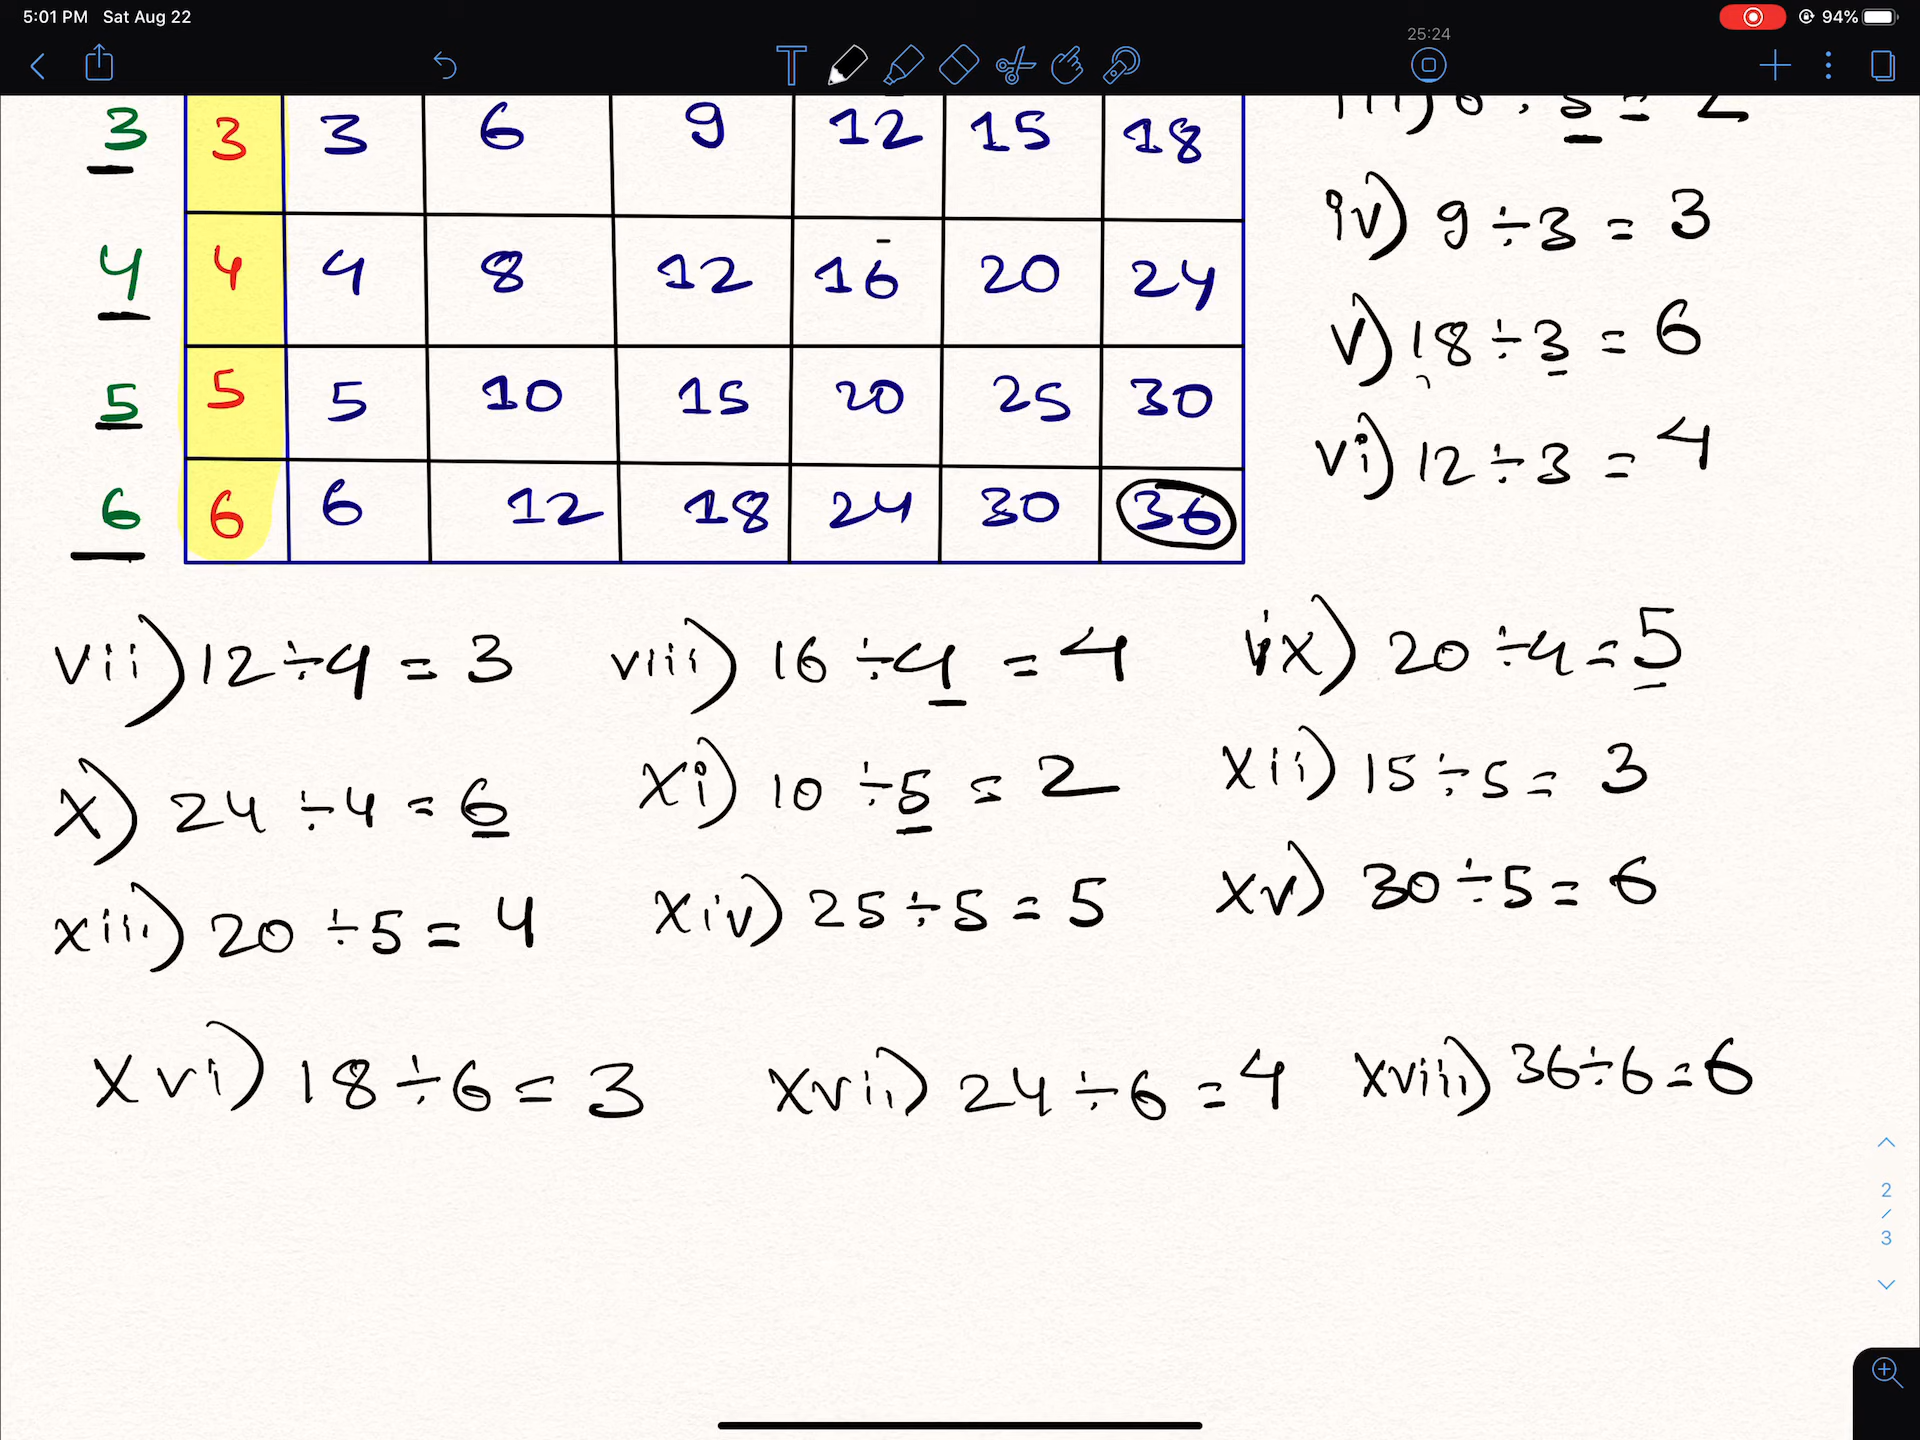 5:01 PM Sat Aug 22
94%
25:24
3 3 3 6 9 12 15 18
4 4 4 8 12 16 20 24
5 5 5 10 15 20 25 30
6 6 6 12 18 24 30 36
iv) 9 ÷ 3 = 3
v) 18 ÷ 3 = 6
vi) 12 ÷ 3 = 4
vii) 12 ÷ 4 = 3 viii) 16 ÷ 4 = 4 ix) 20 ÷ 4 = 5
x) 24 ÷ 4 = 6 xi) 10 ÷ 5 = 2 xii) 15 ÷ 5 = 3
xiii) 20 ÷ 5 = 4 xiv) 25 ÷ 5 = 5 xv) 30 ÷ 5 = 6
xvi) 18 ÷ 6 = 3 xvii) 24 ÷ 6 = 4 xviii) 36 ÷ 6 = 6
2
/
3